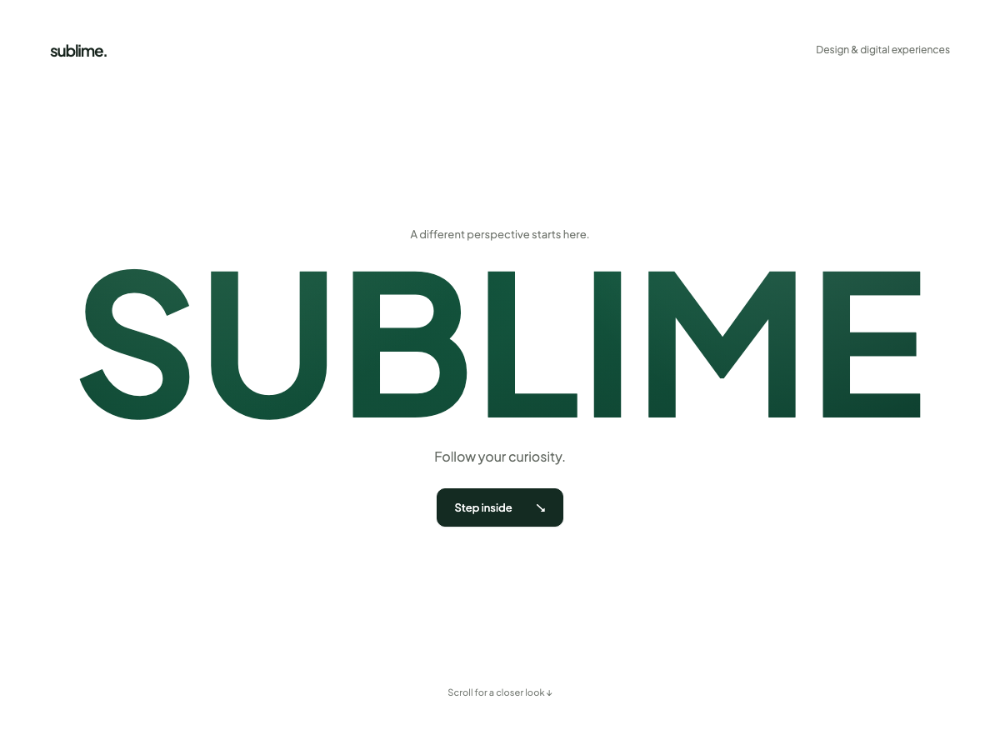 sublime.
Design & digital experiences
A different perspective starts here.
SUBLIME
Follow your curiosity.
Step inside ↘
Scroll for a closer look ↓